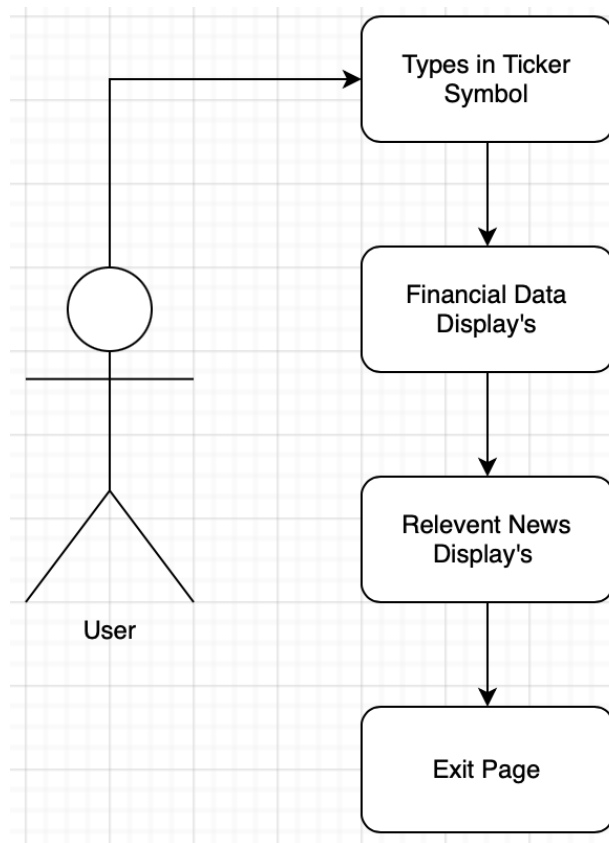 Types in Ticker
Symbol
Financial Data
Display's
Relevent News
Display's
User
Exit Page